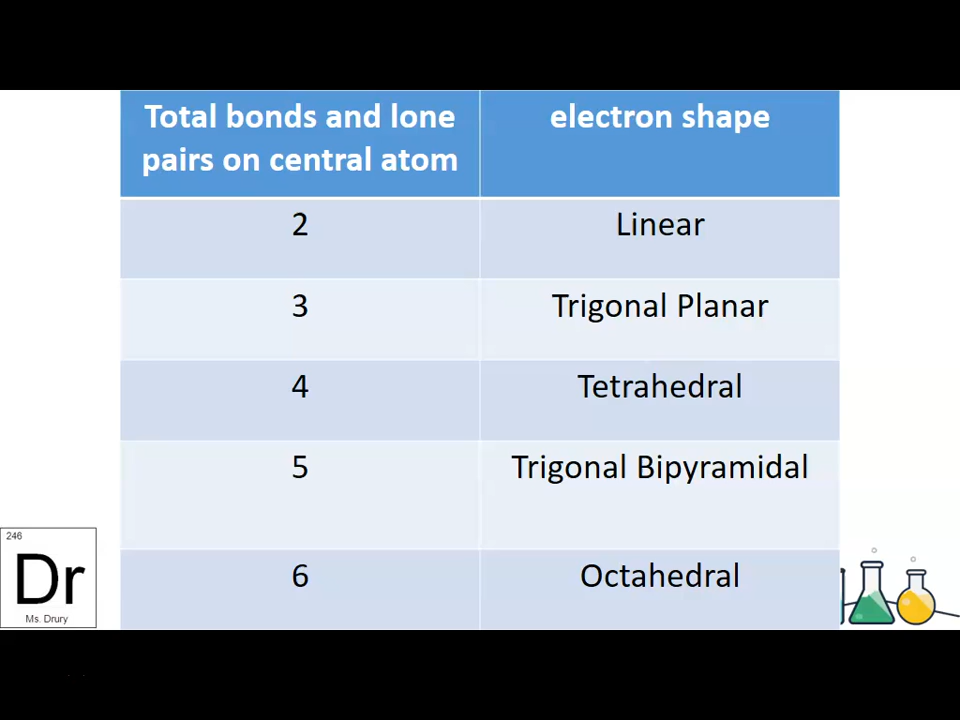 Total bonds and lone
pairs on central atom
electron shape
2
Linear
3
Trigonal Planar
4
Tetrahedral
5
Trigonal Bipyramidal
6
Octahedral
246
Dr
Ms. Drury